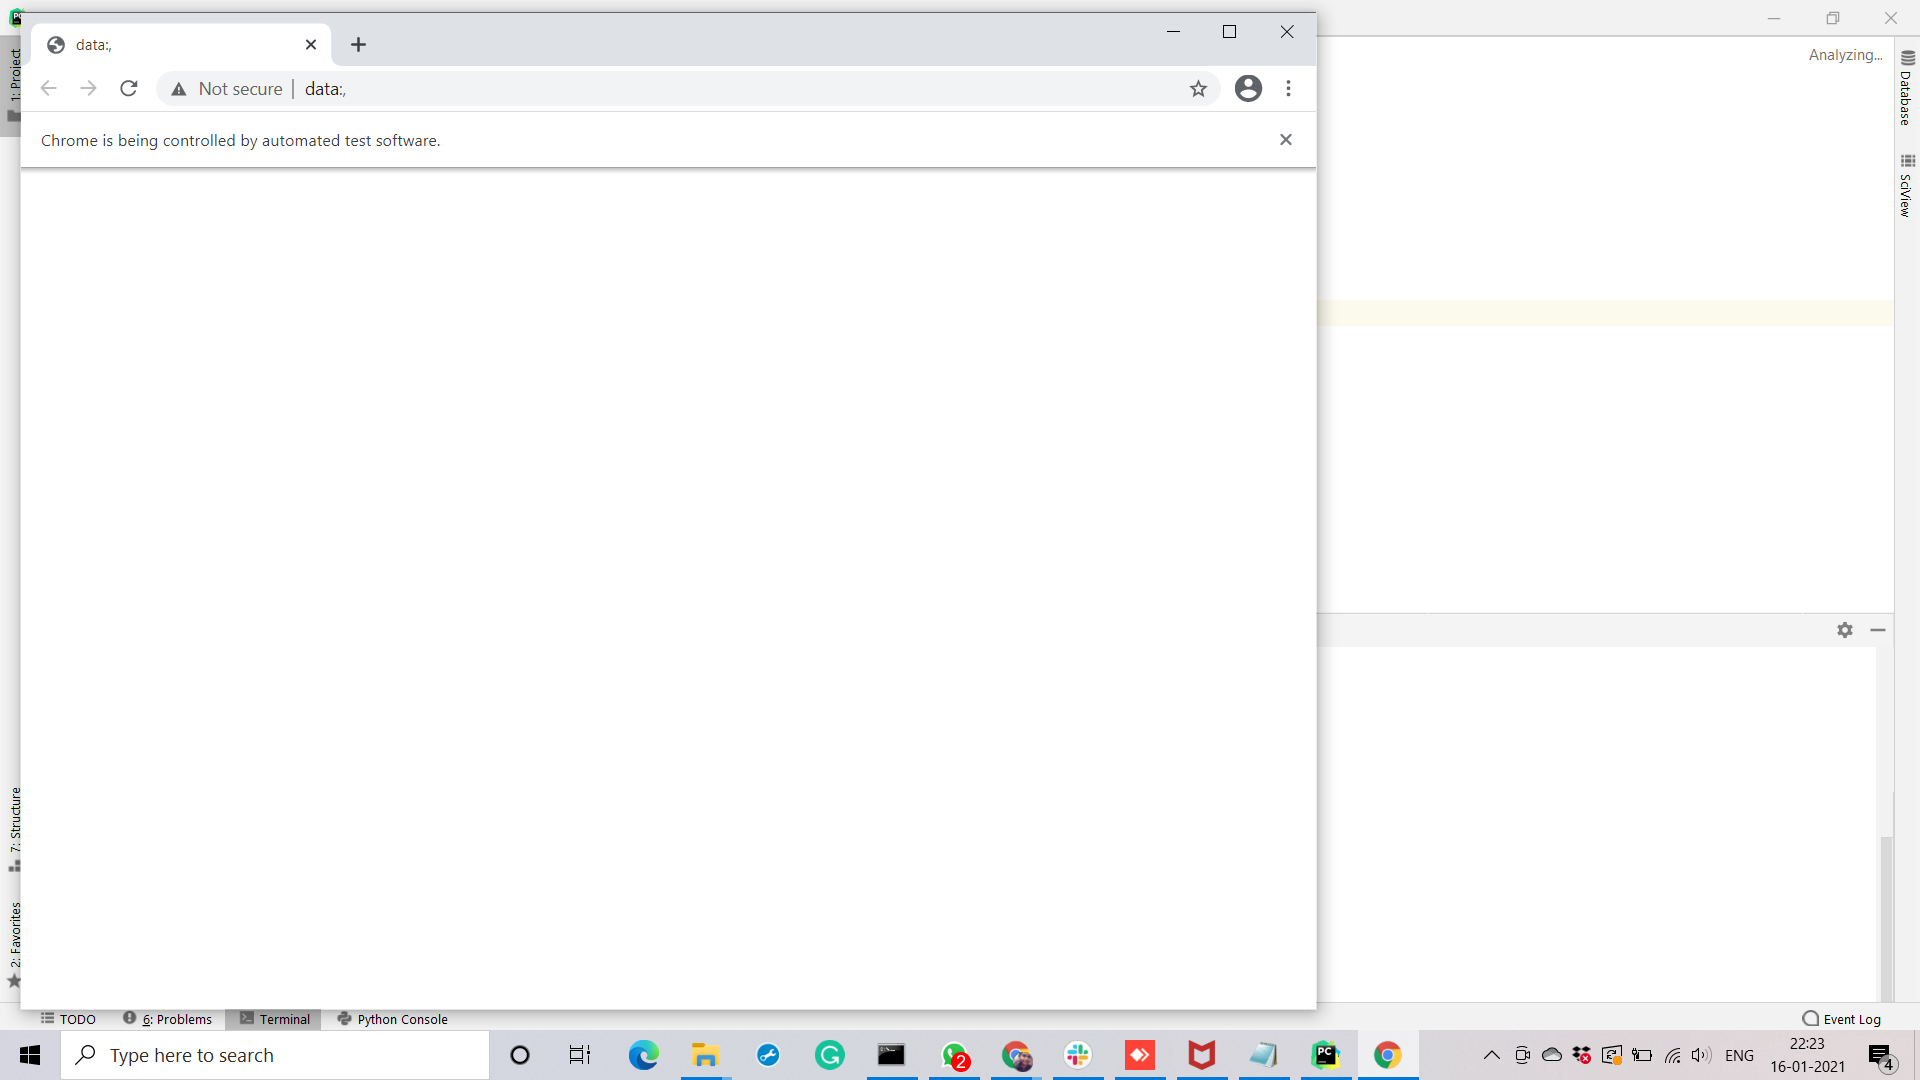 data:,
Not secure
data:,
Chrome is being controlled by automated test software.
Analyzing...
1: Project
7: Structure
2: Favorites
Database
SciView
TODO
6: Problems
Terminal
Python Console
Event Log
Type here to search
2
PC
ENG
22:23
16-01-2021
4